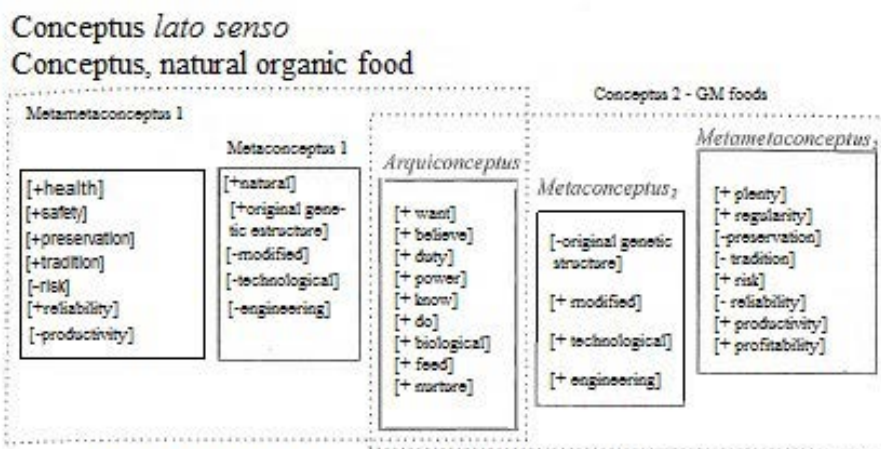 Conceptus lato senso
Conceptus, natural organic food
Metametaconceptus 1
[+health]
[+safety]
[+preservation]
[+tradition]
[-risk]
[+reliability]
[-productivity]
Metaconceptus 1
[+natural]
[+original gene-
tic estructure]
[-modified]
[-technological]
[-engineering]
Arquiconceptus
[+ want]
[+ believe]
[+ duty]
[+ power]
[+ know]
[+ do]
[+ biological]
[+ feed]
[+ nurture]
Conceptus 2 - GM foods
Metaconceptus2
[-original genetic
structure]
[+ modified]
[+ technological]
[+ engineering]
Metametaconceptus2
[+ plenty]
[+ regularity]
[-preservation]
[- tradition]
[+ risk]
[- reliability]
[+ productivity]
[+ profitability]